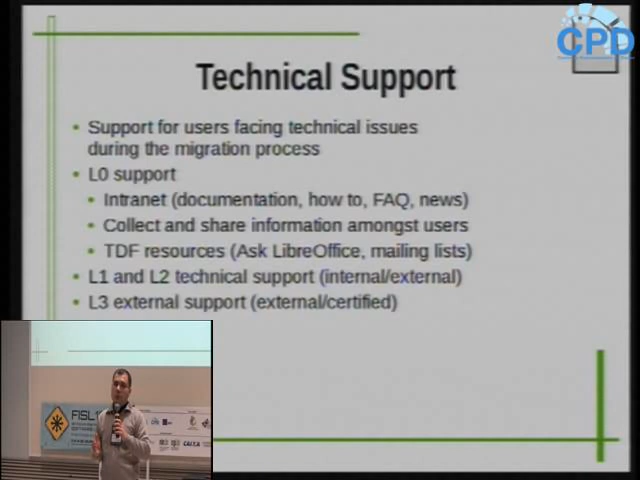 CPD
Technical Support
• Support for users facing technical issues
during the migration process
• L0 support
• Intranet (documentation, how to, FAQ, news)
• Collect and share information amongst users
• TDF resources (Ask LibreOffice, mailing lists)
• L1 and L2 technical support (internal/external)
• L3 external support (external/certified)
FISL
CAIXA